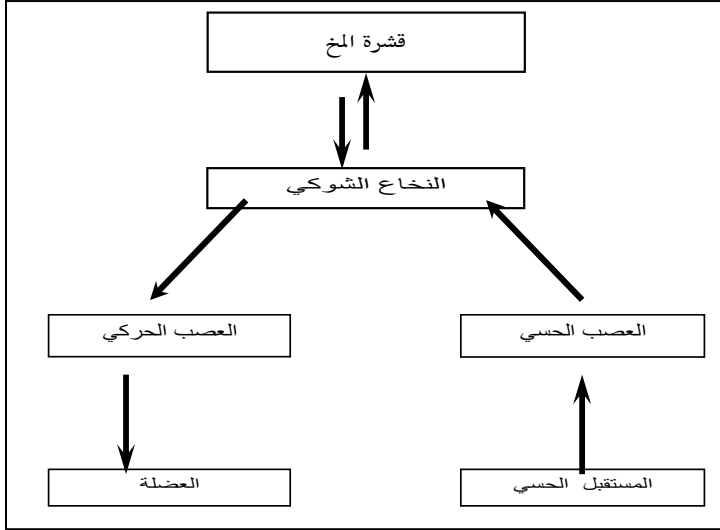 قشرة المخ
النخاع الشوكي
العصب الحسي
العصب الحركي
المستقبل الحسي
العضلة